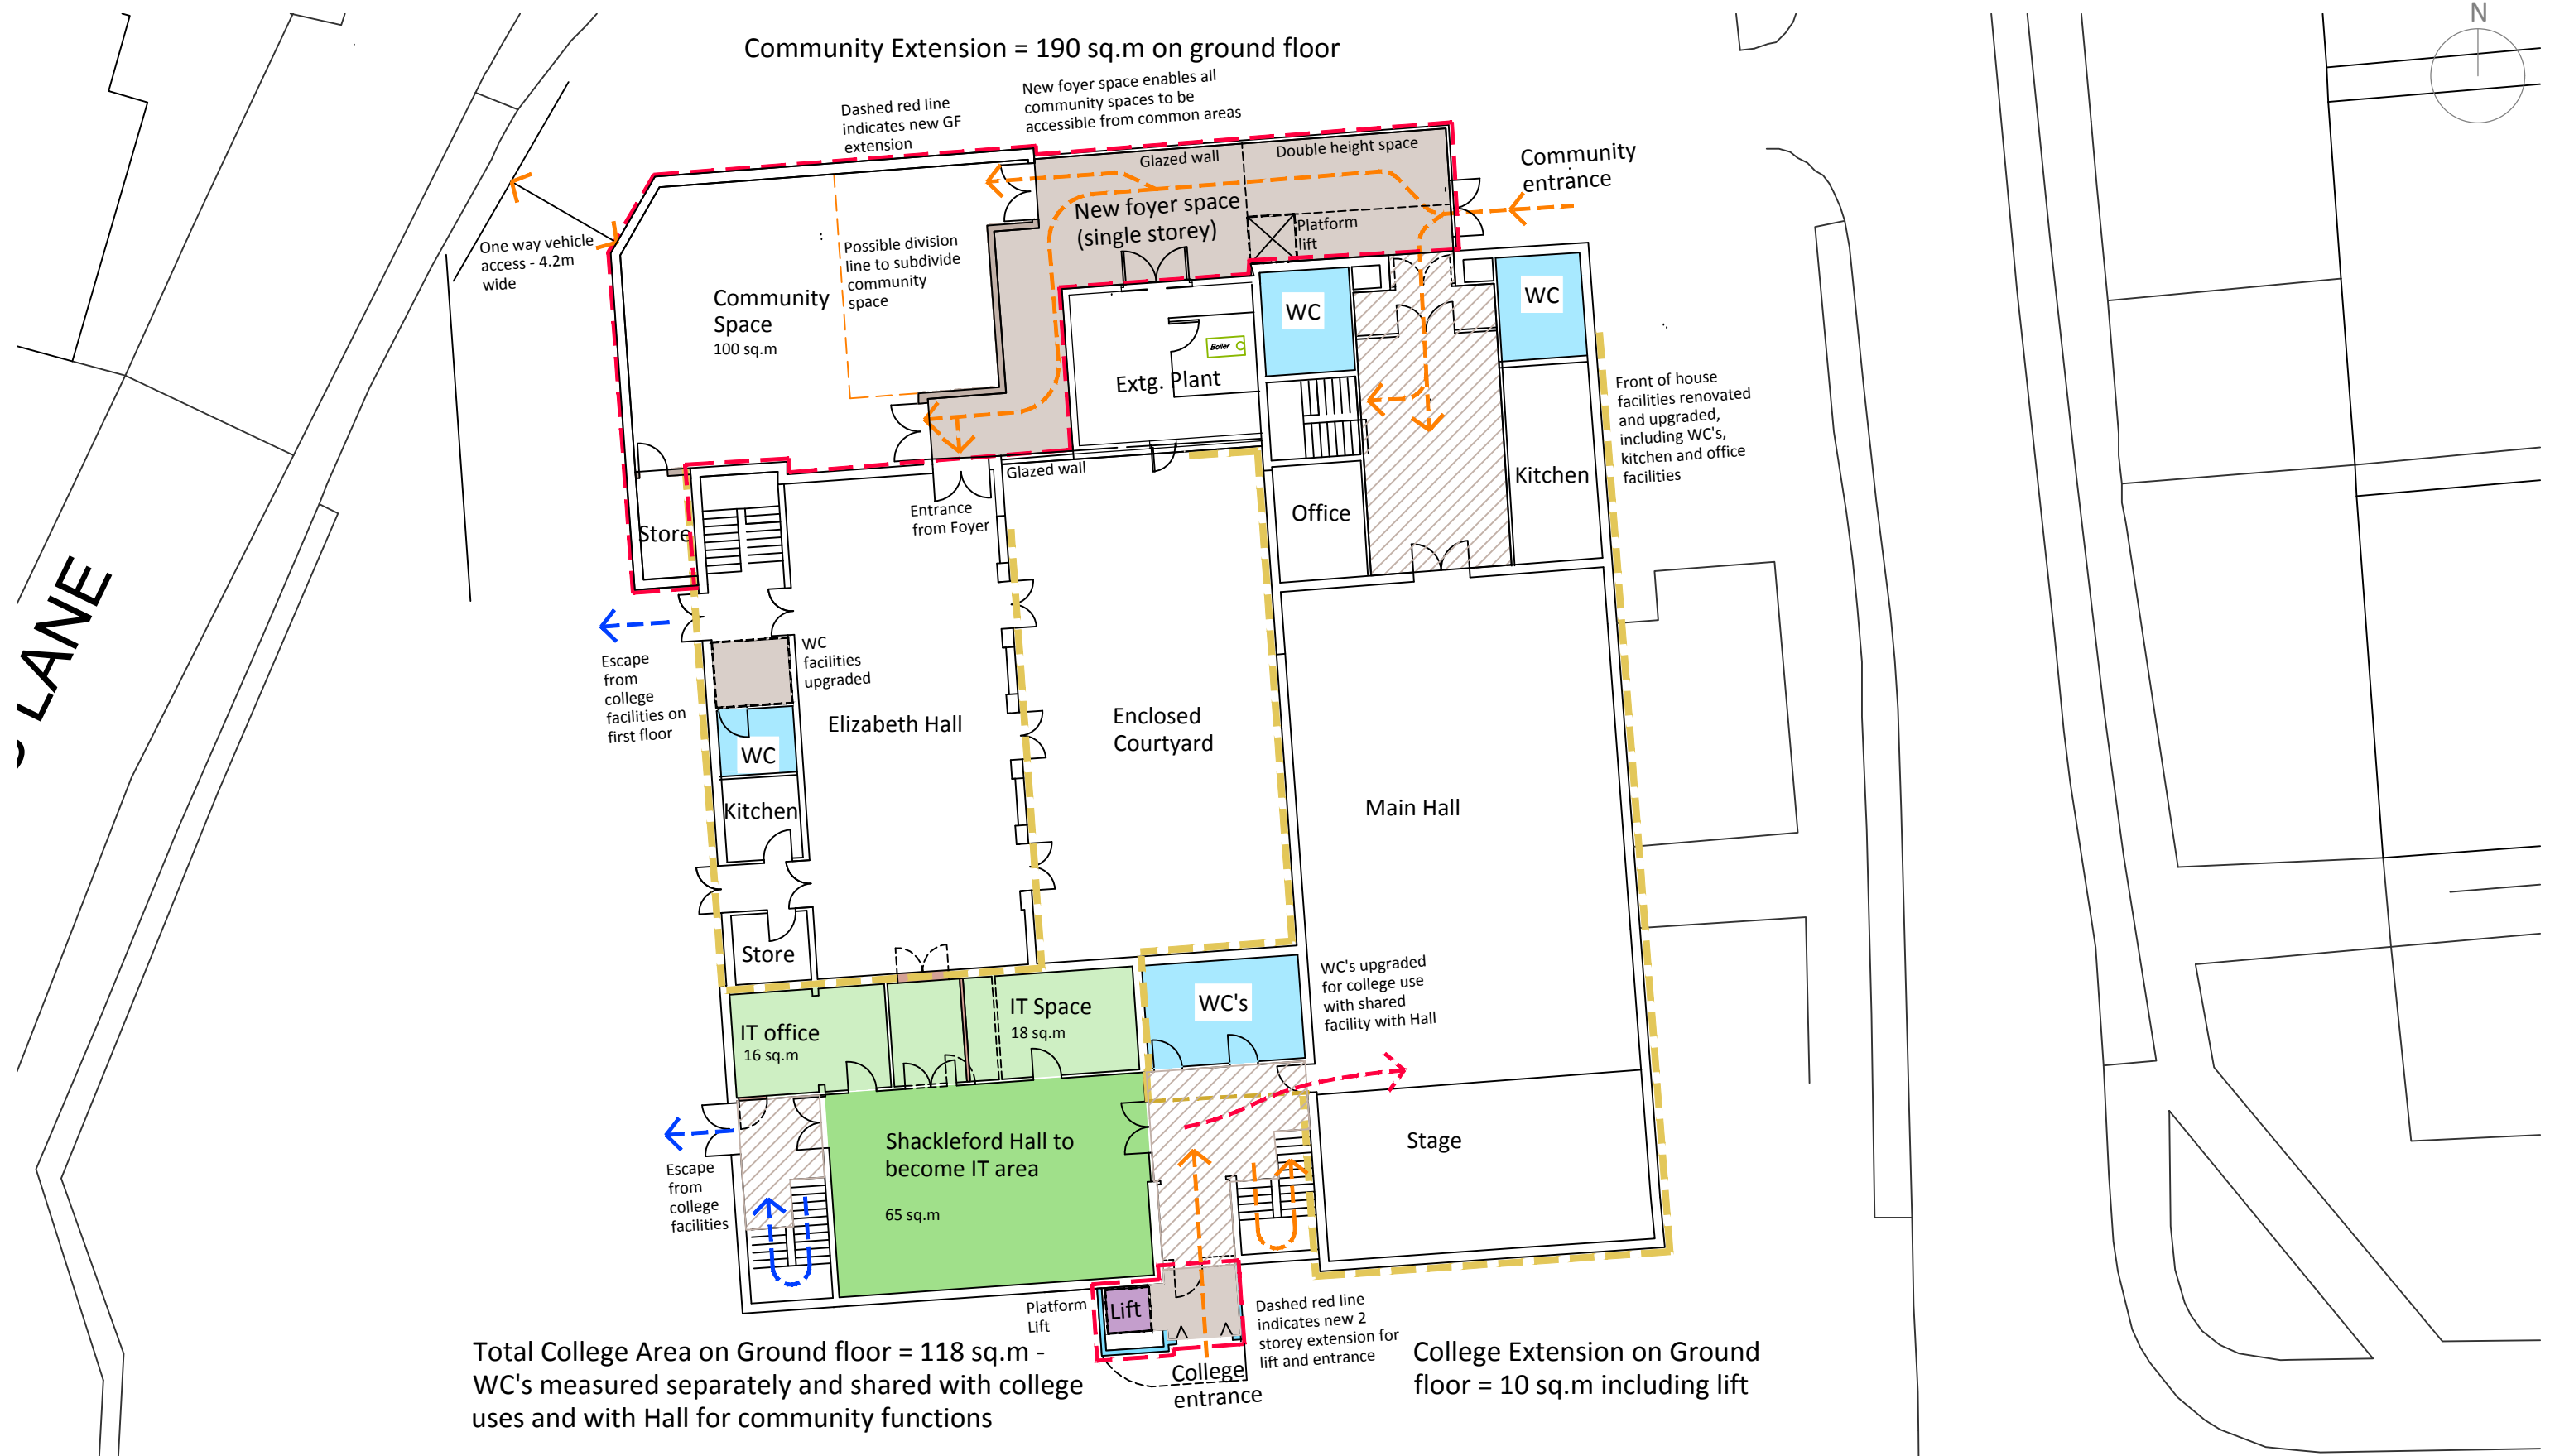 N
Community Extension = 190 sq.m on ground floor
New foyer space enables all
community spaces to be
accessible from common areas
Dashed red line
indicates new GF
extension
Glazed wall
Double height space
Community
entrance
One way vehicle
access - 4.2m
wide
Possible division
line to subdivide
community
space
New foyer space
(single storey)
Platform
lift
Community
Space
100 sq.m
WC
WC
Boiler
Extg. Plant
Front of house
facilities renovated
and upgraded,
including WC's,
kitchen and office
facilities
Glazed wall
Kitchen
Entrance
from Foyer
Office
Store
LANE
Escape
from
college
facilities on
first floor
WC
facilities
upgraded
Elizabeth Hall
Enclosed
Courtyard
WC
Kitchen
Main Hall
Store
WC's upgraded
for college use
with shared
facility with Hall
IT office
16 sq.m
IT Space
18 sq.m
WC's
Shackleford Hall to
become IT area
65 sq.m
Stage
Escape
from
college
facilities
Platform
Lift
Lift
Dashed red line
indicates new 2
storey extension for
lift and entrance
College
entrance
Total College Area on Ground floor = 118 sq.m -
WC's measured separately and shared with college
uses and with Hall for community functions
College Extension on Ground
floor = 10 sq.m including lift